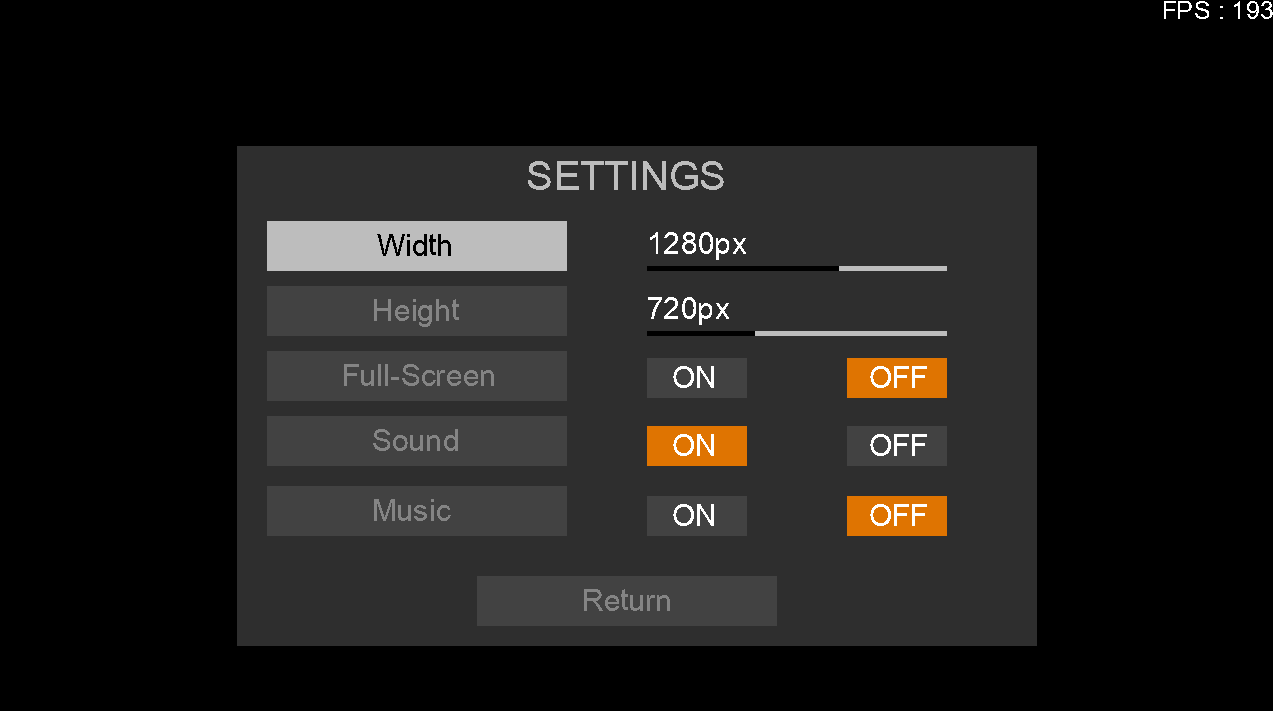 FPS : 193
SETTINGS
Width 1280px
Height 720px
Full-Screen ON OFF
Sound ON OFF
Music ON OFF
Return